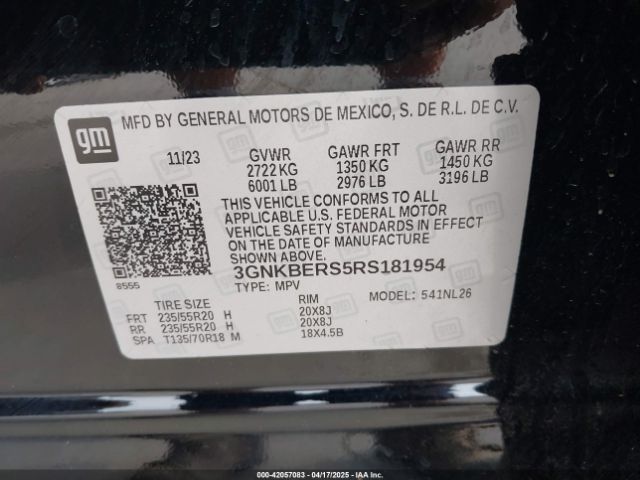 gm
MFD BY GENERAL MOTORS DE MEXICO, S. DE R.L. DE C.V.
11/23 GVWR GAWR FRT GAWR RR
2722 KG 1350 KG 1450 KG
6001 LB 2976 LB 3196 LB
THIS VEHICLE CONFORMS TO ALL
APPLICABLE U.S. FEDERAL MOTOR
VEHICLE SAFETY STANDARDS IN EFFECT
ON THE DATE OF MANUFACTURE
SHOWN ABOVE.
3GNKBERS5RS181954
8555
TYPE: MPV MODEL: 541NL26
TIRE SIZE RIM
FRT 235/55R20 H 20X8J
RR 235/55R20 H 20X8J
SPA T135/70R18 M 18X4.5B
000-42057083 - 04/17/2025 - IAAI.COM